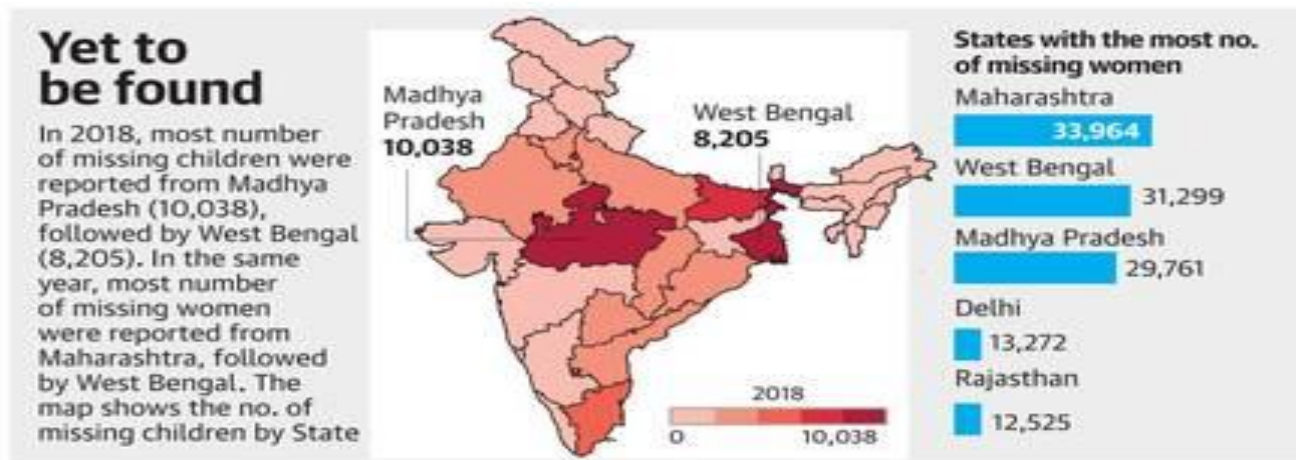 Yet to
be found
In 2018, most number
of missing children were
reported from Madhya
Pradesh (10,038),
followed by West Bengal
(8,205). In the same
year, most number
of missing women
were reported from
Maharashtra, followed
by West Bengal. The
map shows the no. of
missing children by State
Madhya
Pradesh
10,038
West Bengal
8,205
2018
0
10,038
States with the most no.
of missing women
Maharashtra
33,964
West Bengal
31,299
Madhya Pradesh
29,761
Delhi
13,272
Rajasthan
12,525